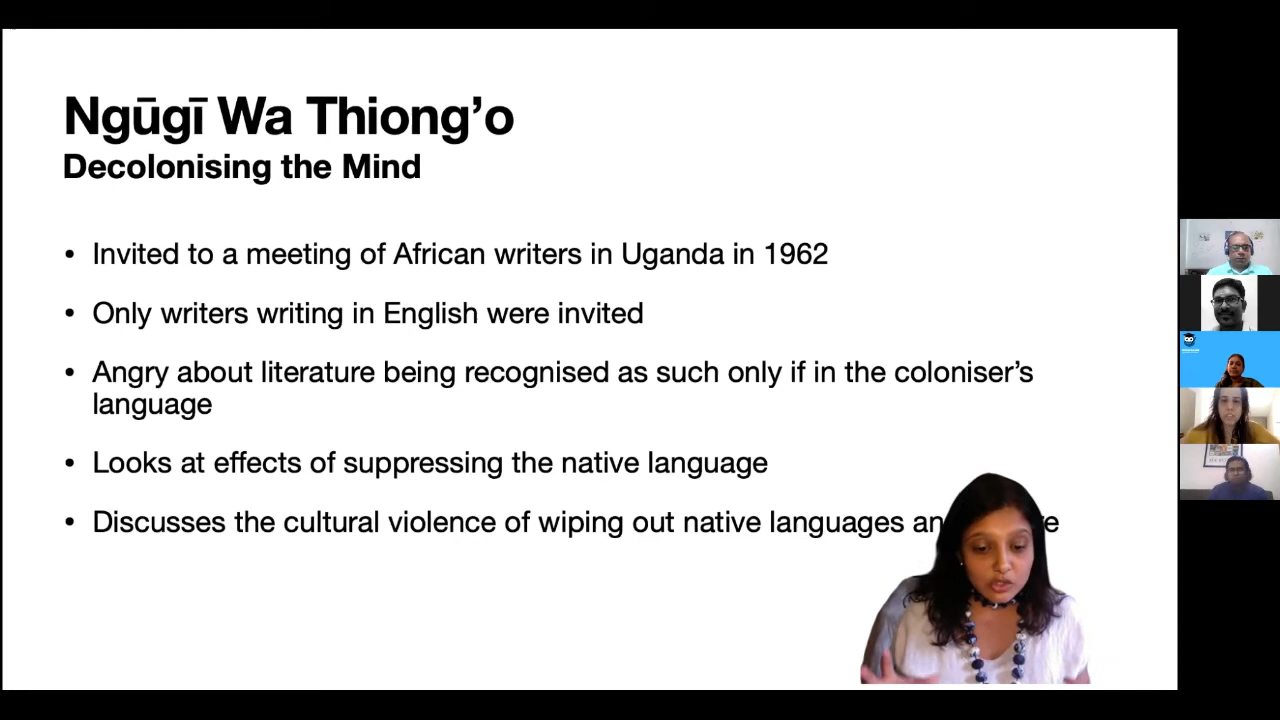 Ngūgī Wa Thiong’o
Decolonising the Mind
• Invited to a meeting of African writers in Uganda in 1962
• Only writers writing in English were invited
• Angry about literature being recognised as such only if in the coloniser’s
language
• Looks at effects of suppressing the native language
• Discusses the cultural violence of wiping out native languages